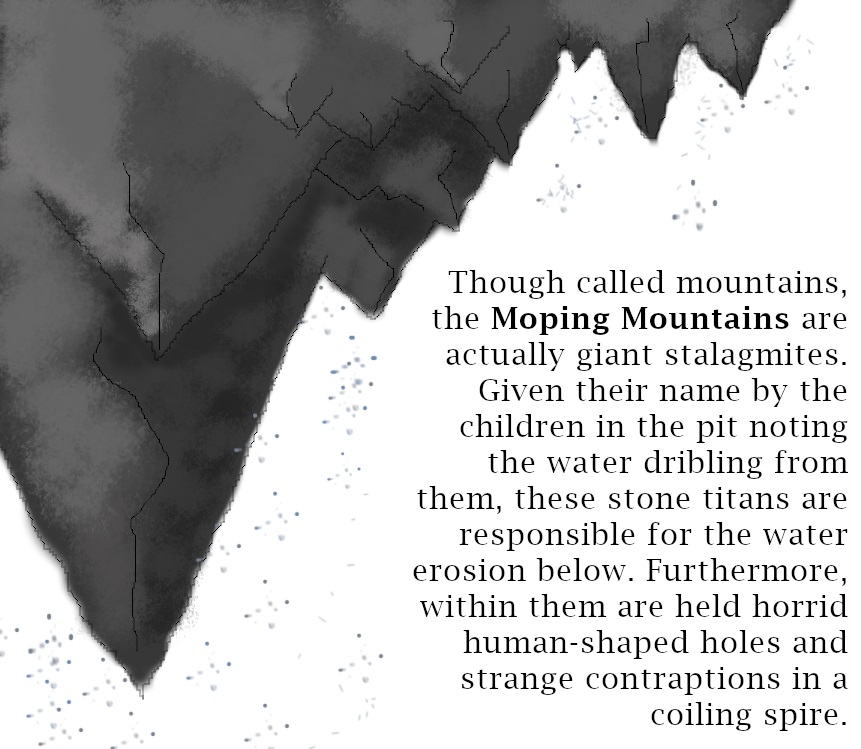 Though called mountains,
the Moping Mountains are
actually giant stalagmites.
Given their name by the
children in the pit noting
the water dribling from
them, these stone titans are
responsible for the water
erosion below. Furthermore,
within them are held horrid
human-shaped holes and
strange contraptions in a
coiling spire.